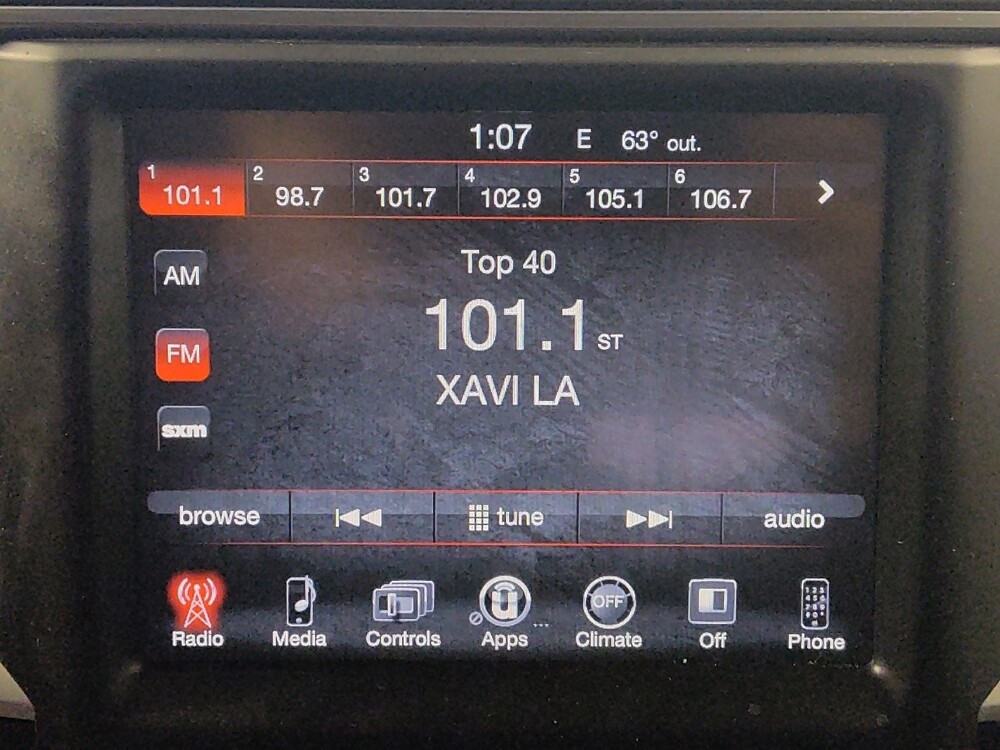 1:07 E 63° out.
1 2 3 4 5 6
101.1 98.7 101.7 102.9 105.1 106.7
Top 40
AM
101.1 ST
FM
XAVI LA
sxm
browse tune audio
OFF
Radio Media Controls Apps ... Climate Off Phone